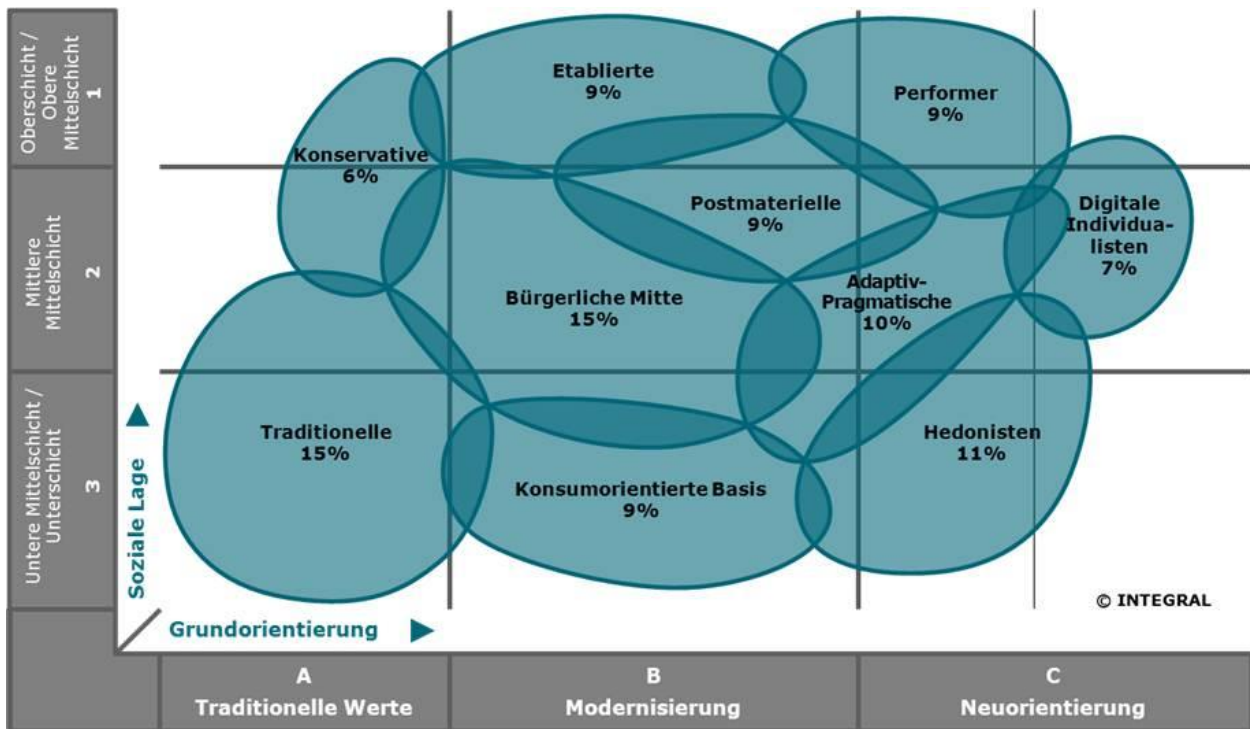 Oberschicht /
Obere
Mittelschicht
1
Mittlere
Mittelschicht
2
Untere Mittelschicht /
Unterschicht
3
Soziale Lage
Etablierte
9%
Performer
9%
Konservative
6%
Postmaterielle
9%
Digitale
Individua-
listen
7%
Bürgerliche Mitte
15%
Adaptiv-
Pragmatische
10%
Traditionelle
15%
Hedonisten
11%
Konsumorientierte Basis
9%
© INTEGRAL
Grundorientierung
A
Traditionelle Werte
B
Modernisierung
C
Neuorientierung